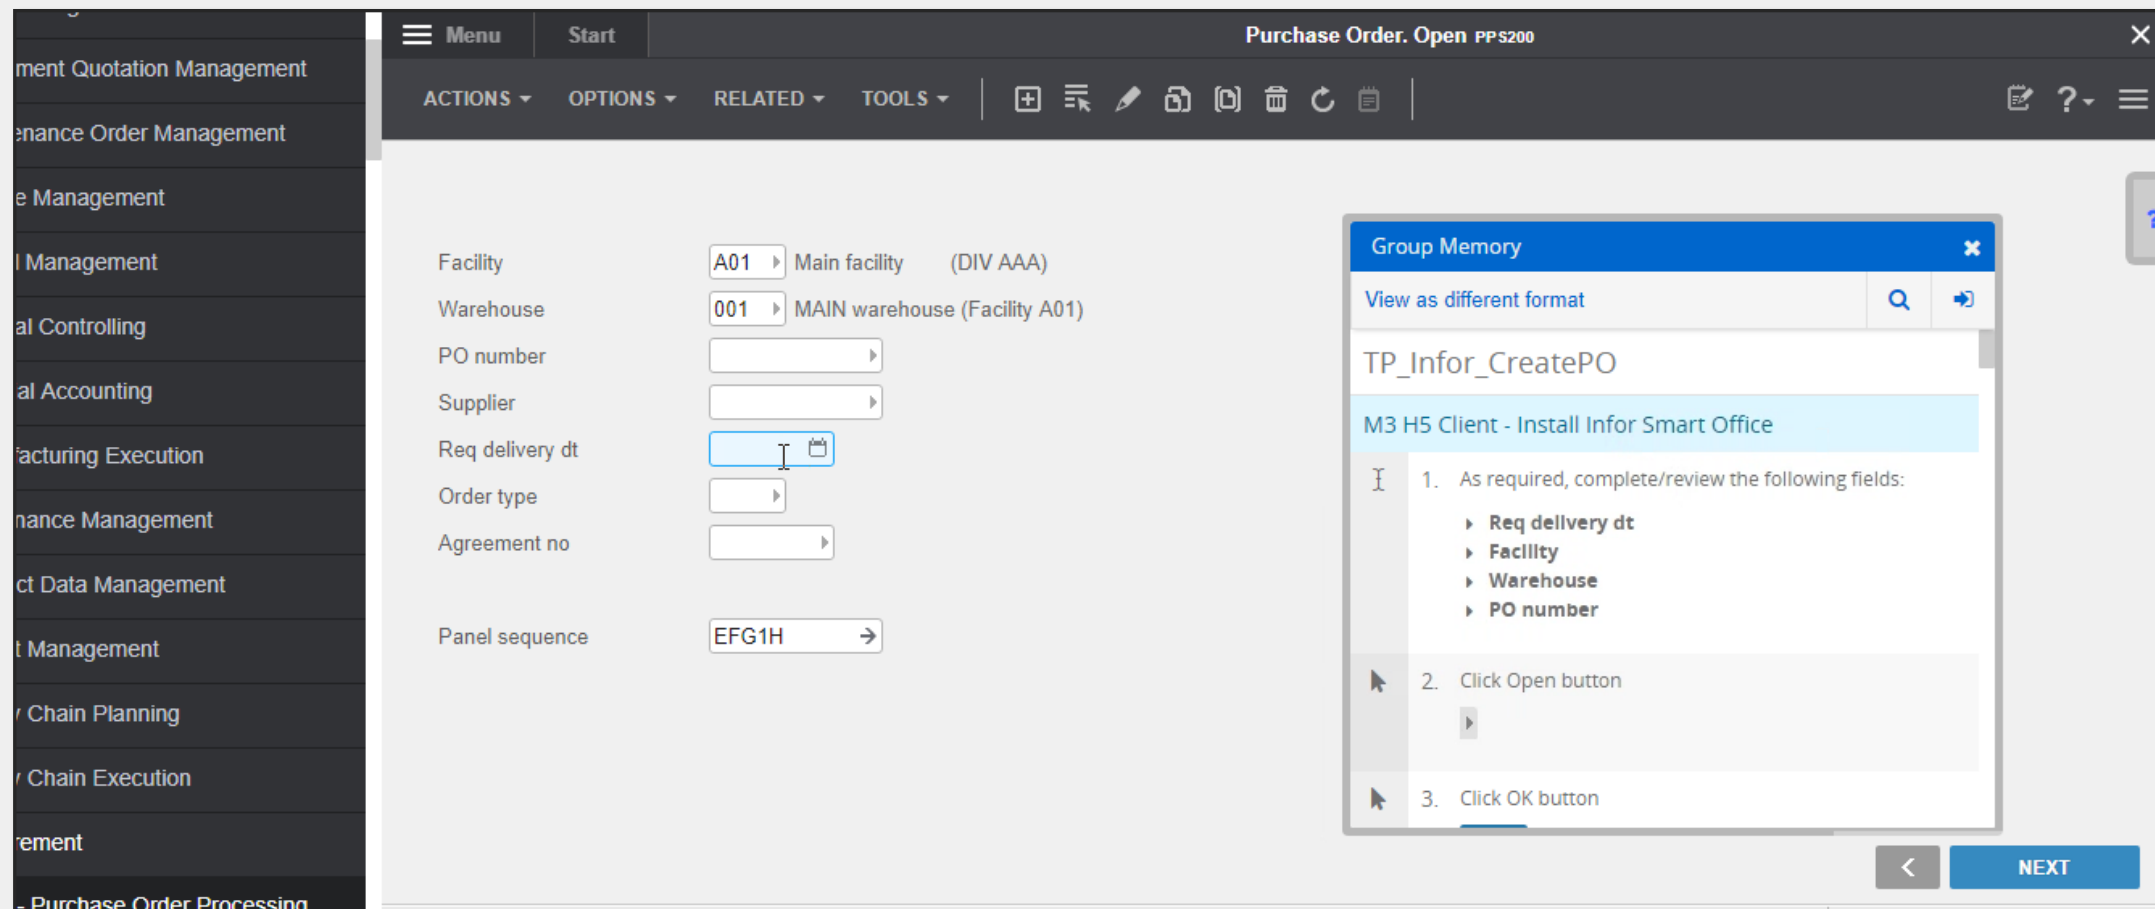 Menu
Start
Purchase Order. Open PPS200
ACTIONS
OPTIONS
RELATED
TOOLS
?
ment Quotation Management
enance Order Management
e Management
l Management
al Controlling
al Accounting
facturing Execution
nance Management
ct Data Management
t Management
y Chain Planning
y Chain Execution
rement
- Purchase Order Processing
Facility A01 Main facility (DIV AAA)
Warehouse 001 MAIN warehouse (Facility A01)
PO number
Supplier
Req delivery dt
Order type
Agreement no
Panel sequence EFG1H
Group Memory
View as different format
TP_Infor_CreatePO
M3 H5 Client - Install Infor Smart Office
1. As required, complete/review the following fields:
Req delivery dt
Facility
Warehouse
PO number
2. Click Open button
3. Click OK button
NEXT